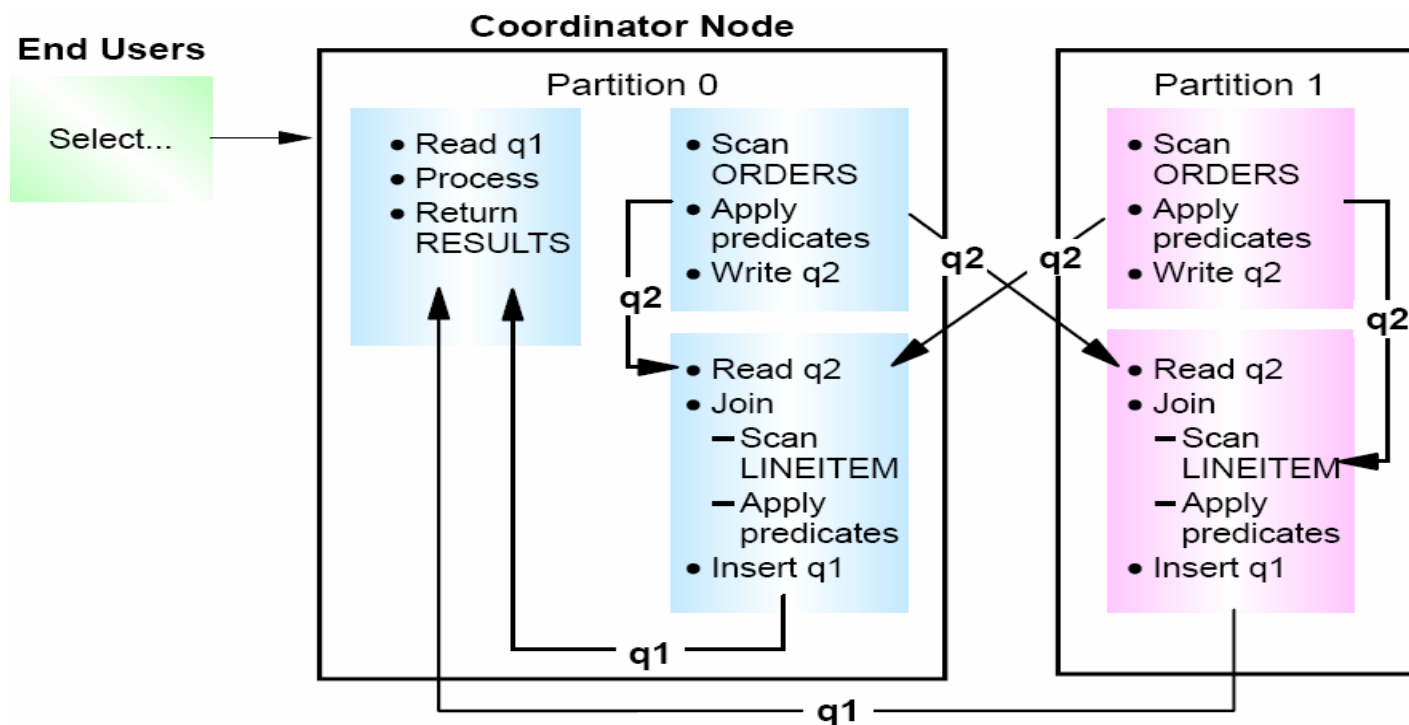 Coordinator Node
End Users
Select...
Partition 0
• Read q1
• Process
• Return
RESULTS
• Scan
ORDERS
• Apply
predicates
• Write q2
q2
• Read q2
• Join
– Scan
LINEITEM
– Apply
predicates
• Insert q1
q1
q2
q2
Partition 1
• Scan
ORDERS
• Apply
predicates
• Write q2
q2
• Read q2
• Join
– Scan
LINEITEM
– Apply
predicates
• Insert q1
q1